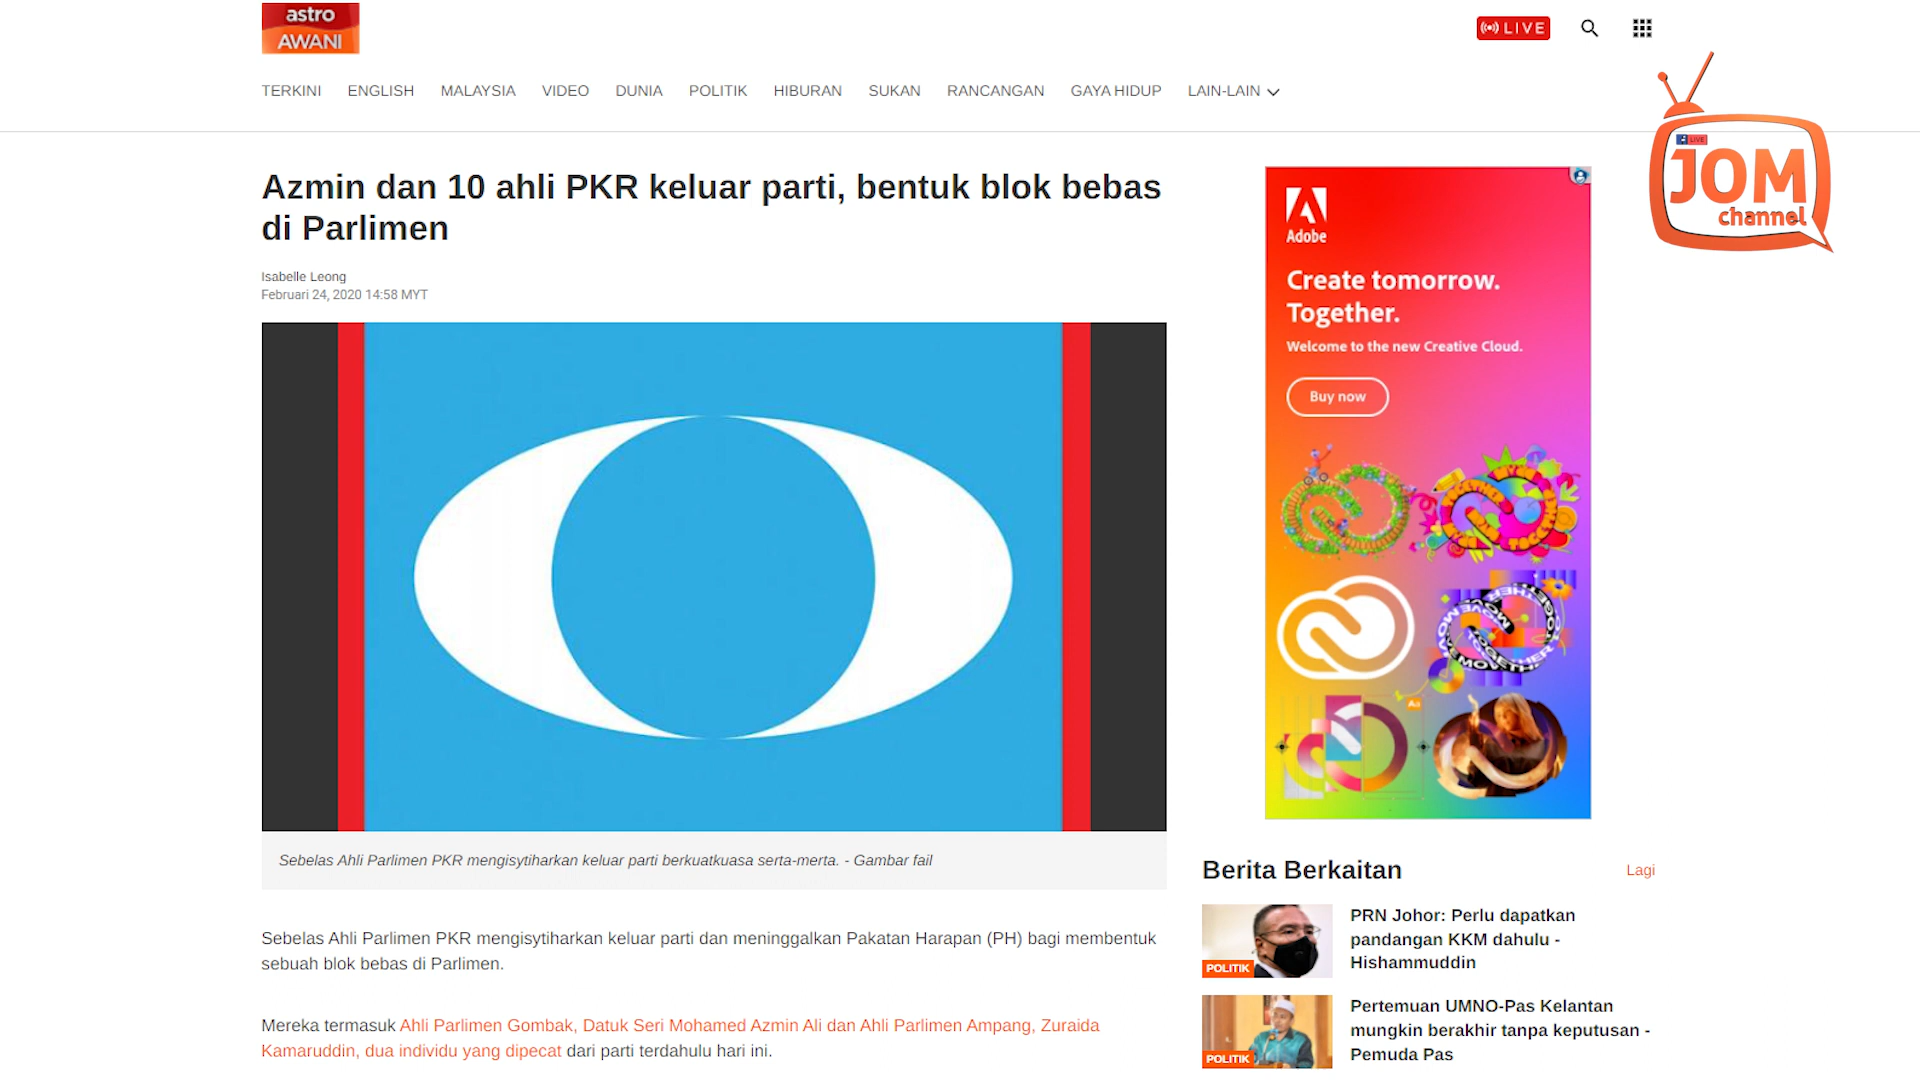 astro
AWANI
LIVE
TERKINI ENGLISH MALAYSIA VIDEO DUNIA POLITIK HIBURAN SUKAN RANCANGAN GAYA HIDUP LAIN-LAIN
LIVE
JOM
channel
Azmin dan 10 ahli PKR keluar parti, bentuk blok bebas
di Parlimen
Isabelle Leong
Februari 24, 2020 14:58 MYT
Sebelas Ahli Parlimen PKR mengisytiharkan keluar parti berkuatkuasa serta-merta. - Gambar fail
Sebelas Ahli Parlimen PKR mengisytiharkan keluar parti dan meninggalkan Pakatan Harapan (PH) bagi membentuk
sebuah blok bebas di Parlimen.
Mereka termasuk Ahli Parlimen Gombak, Datuk Seri Mohamed Azmin Ali dan Ahli Parlimen Ampang, Zuraida
Kamaruddin, dua individu yang dipecat dari parti terdahulu hari ini.
Adobe
Create tomorrow.
Together.
Welcome to the new Creative Cloud.
Buy now
Aa
Berita Berkaitan
Lagi
POLITIK
PRN Johor: Perlu dapatkan
pandangan KKM dahulu -
Hishammuddin
POLITIK
Pertemuan UMNO-Pas Kelantan
mungkin berakhir tanpa keputusan -
Pemuda Pas